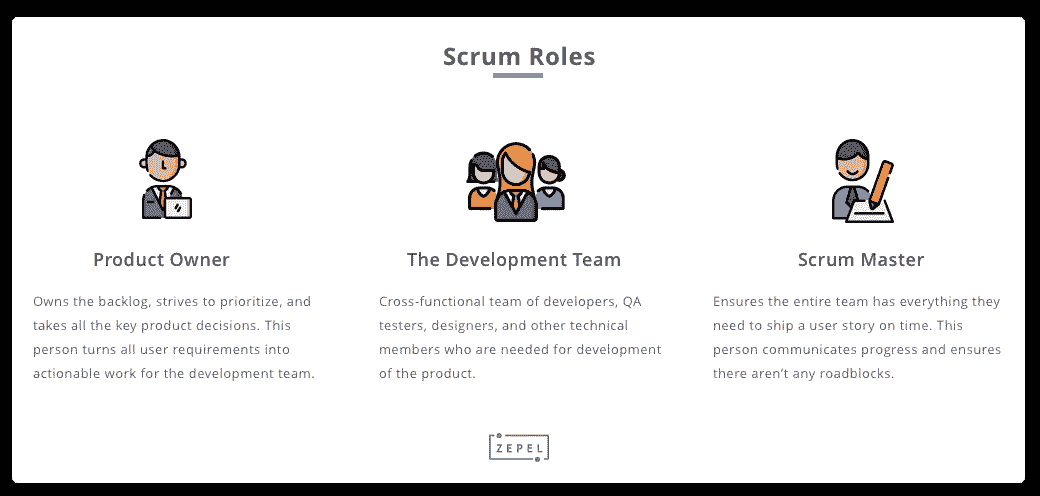 Scrum Roles
Product Owner
Owns the backlog, strives to prioritize, and
takes all the key product decisions. This
person turns all user requirements into
actionable work for the development team.
The Development Team
Cross-functional team of developers, QA
testers, designers, and other technical
members who are needed for development
of the product.
Scrum Master
Ensures the entire team has everything they
need to ship a user story on time. This
person communicates progress and ensures
there aren't any roadblocks.
ZEPEL